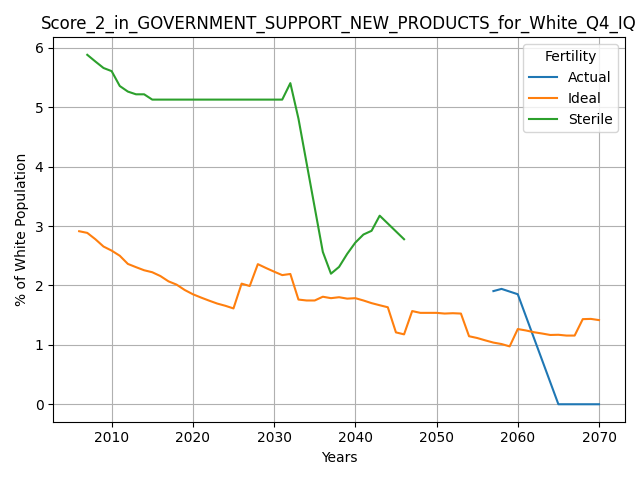 Score_2_in_GOVERNMENT_SUPPORT_NEW_PRODUCTS_for_White_Q4_IQ
% of White Population
6
5
4
3
2
1
0
Fertility
Actual
Ideal
Sterile
2010 2020 2030 2040 2050 2060 2070
Years